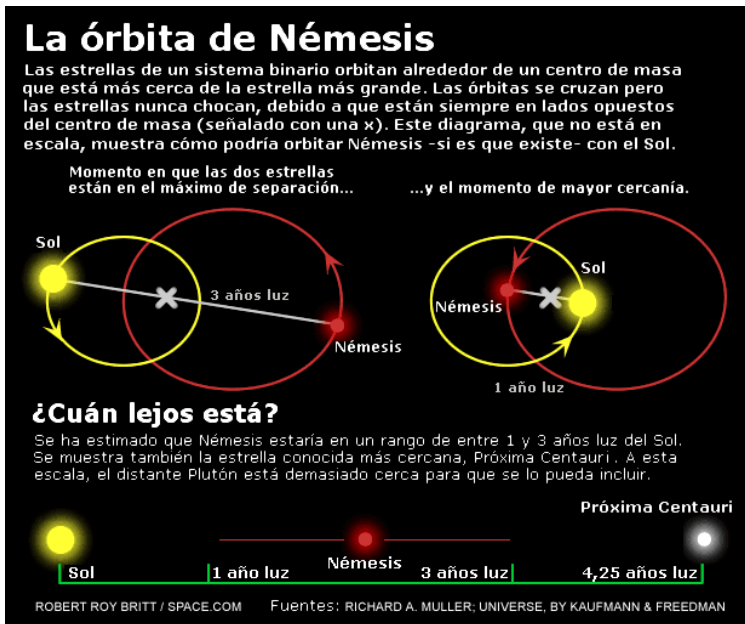 La órbita de Némesis
Las estrellas de un sistema binario orbitan alrededor de un centro de masa
que está más cerca de la estrella más grande. Las órbitas se cruzan pero
las estrellas nunca chocan, debido a que están siempre en lados opuestos
del centro de masa (señalado con una x). Este diagrama, que no está en
escala, muestra cómo podría orbitar Némesis -si es que existe- con el Sol.
Momento en que las dos estrellas
están en el máximo de separación...
...y el momento de mayor cercanía.
Sol
3 años luz
Némesis
Sol
Némesis
1 año luz
¿Cuán lejos está?
Se ha estimado que Némesis estaría en un rango de entre 1 y 3 años luz del Sol.
Se muestra también la estrella conocida más cercana, Próxima Centauri . A esta
escala, el distante Plutón está demasiado cerca para que se lo pueda incluir.
Próxima Centauri
Sol
1 año luz
Némesis
3 años luz
4,25 años luz
ROBERT ROY BRITT / SPACE.COM
Fuentes: RICHARD A. MULLER; UNIVERSE, BY KAUFMANN & FREEDMAN